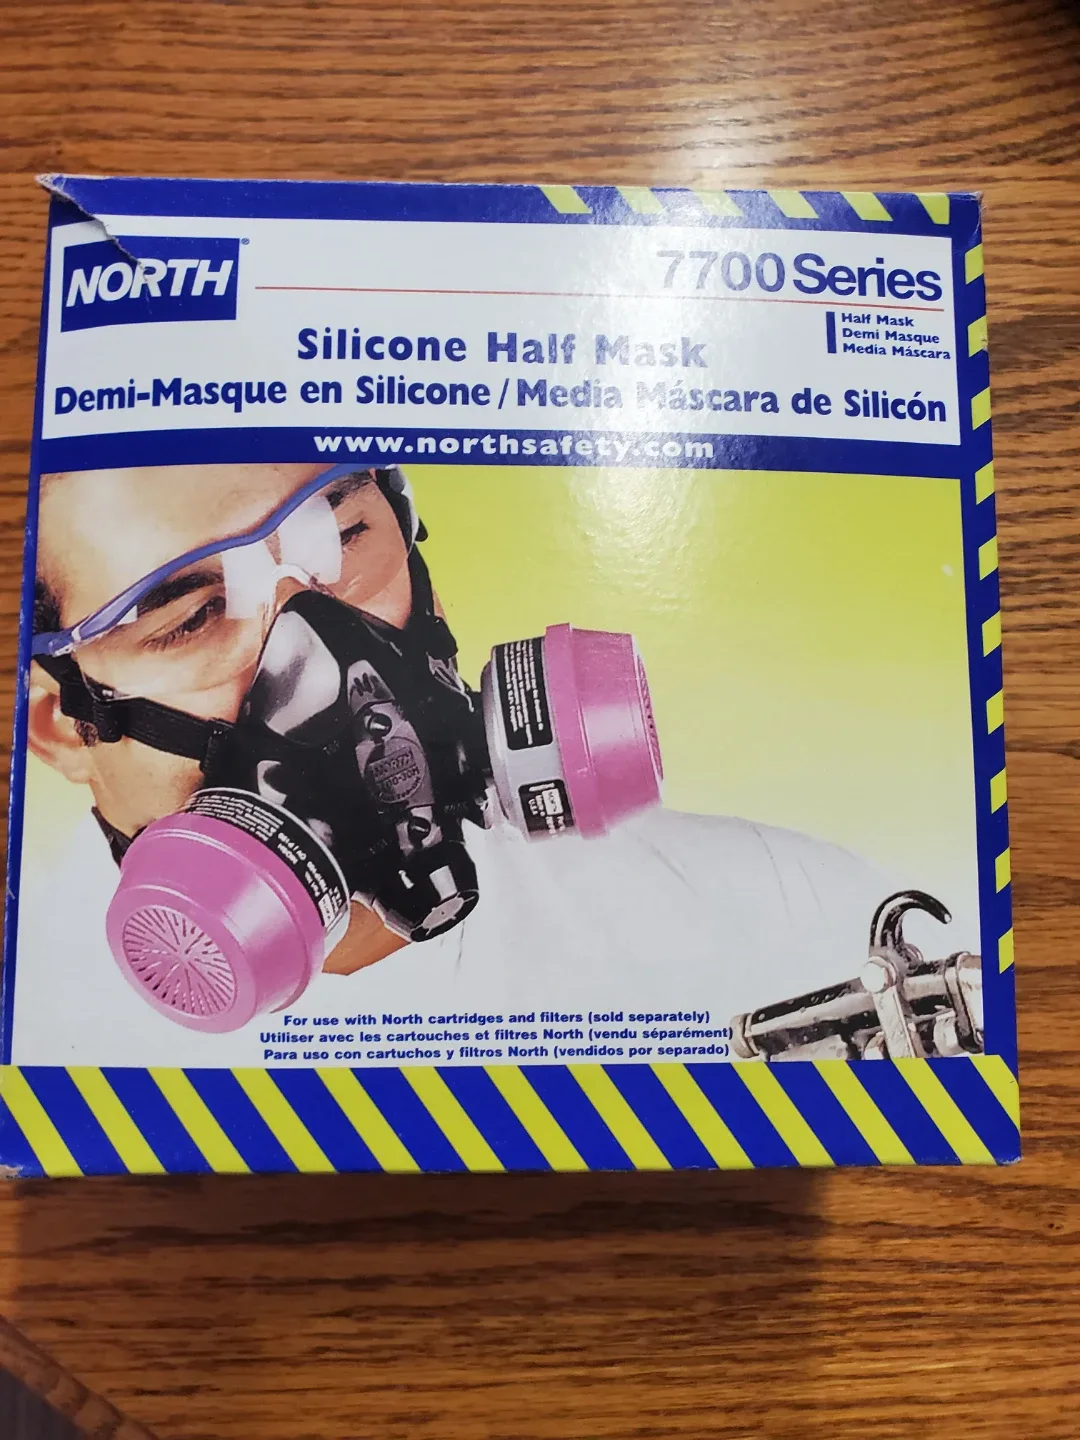 NORTH®
7700 Series
Half Mask
Demi Masque
Media Máscara
Silicone Half Mask
Demi-Masque en Silicone / Media Máscara de Silicón
www.northsafety.com
NORTH
For use with North cartridges and filters (sold separately)
Utiliser avec les cartouches et filtres North (vendu séparément)
Para uso con cartuchos y filtros North (vendidos por separado)